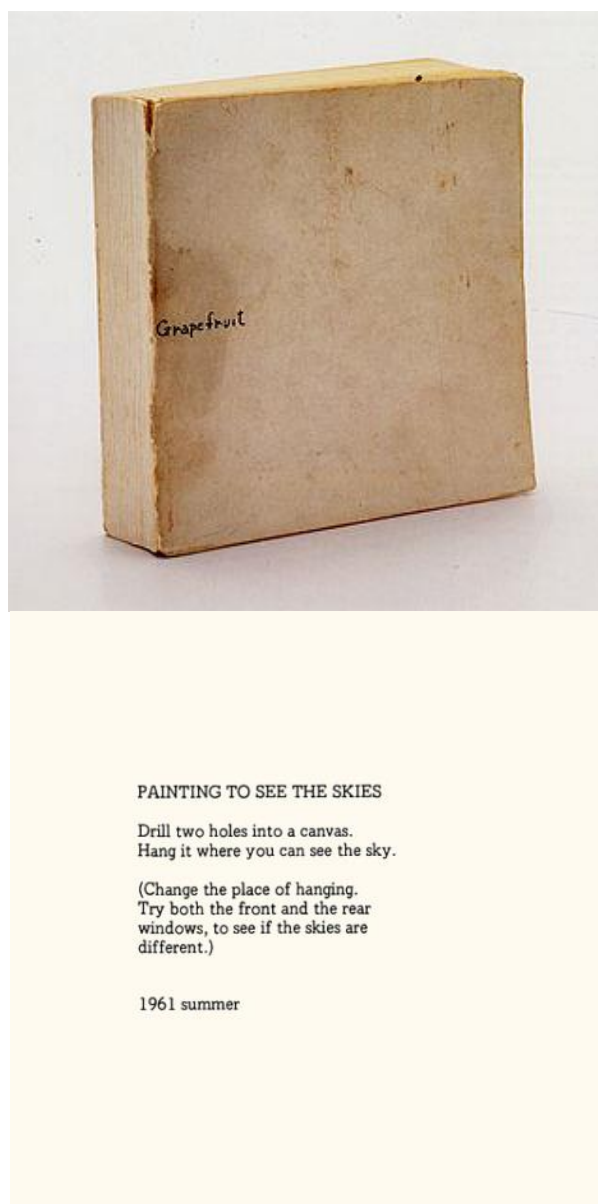 Grapefruit
PAINTING TO SEE THE SKIES
Drill two holes into a canvas.
Hang it where you can see the sky.
(Change the place of hanging.
Try both the front and the rear
windows, to see if the skies are
different.)
1961 summer